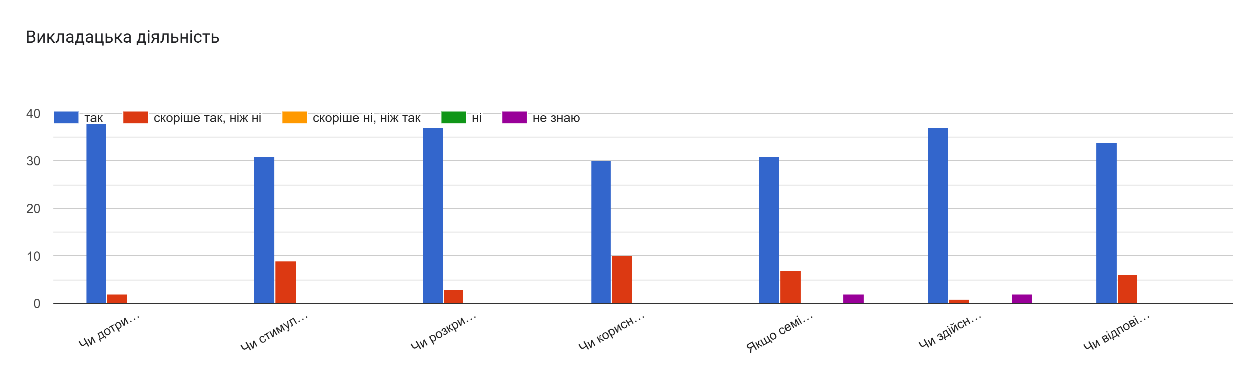 Викладацька діяльність
так скоріше так, ніж ні скоріше ні, ніж так ні не знаю
40
30
20
10
0
Чи дотри…
Чи стимул…
Чи розкри…
Чи корисн…
Якщо семі…
Чи здійсн…
Чи відпові…